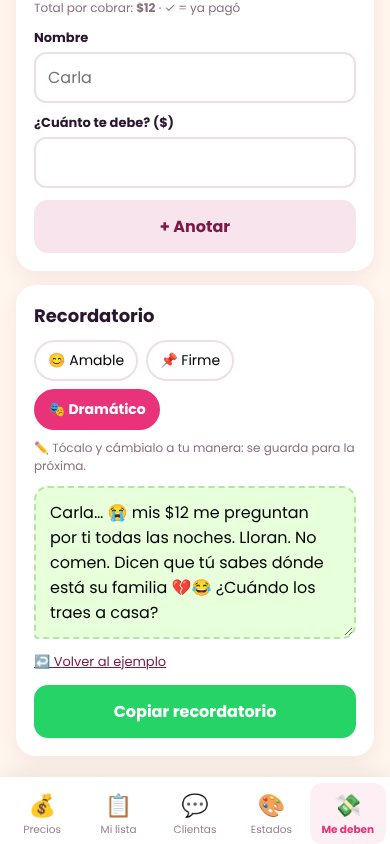 Total por cobrar: $12 · ✓ = ya pagó
Nombre
Carla
¿Cuánto te debe? ($)
+ Anotar
Recordatorio
😊 Amable
📌 Firme
🎭 Dramático
✏️ Tócalo y cámbialo a tu manera: se guarda para la
próxima.
Carla... 😭 mis $12 me preguntan
por ti todas las noches. Lloran. No
comen. Dicen que tú sabes dónde
está su familia 💔😂 ¿Cuándo los
traes a casa?
↩️ Volver al ejemplo
Copiar recordatorio
Precios
Mi lista
Clientas
Estados
Me deben